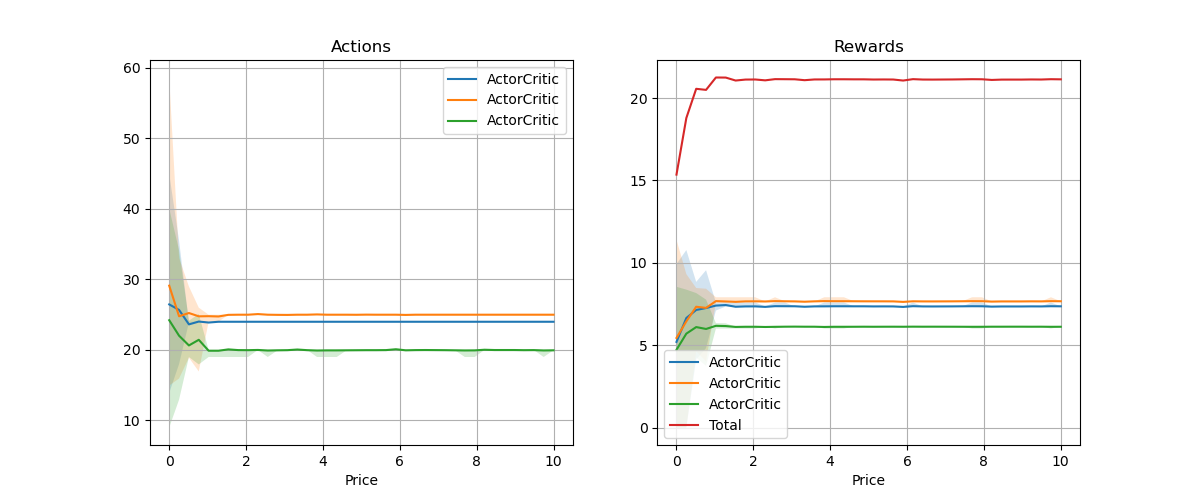 Actions
60
50
40
30
20
10
0 2 4 6 8 10
Price
ActorCritic
ActorCritic
ActorCritic
Rewards
20
15
10
5
0
0 2 4 6 8 10
Price
ActorCritic
ActorCritic
ActorCritic
Total